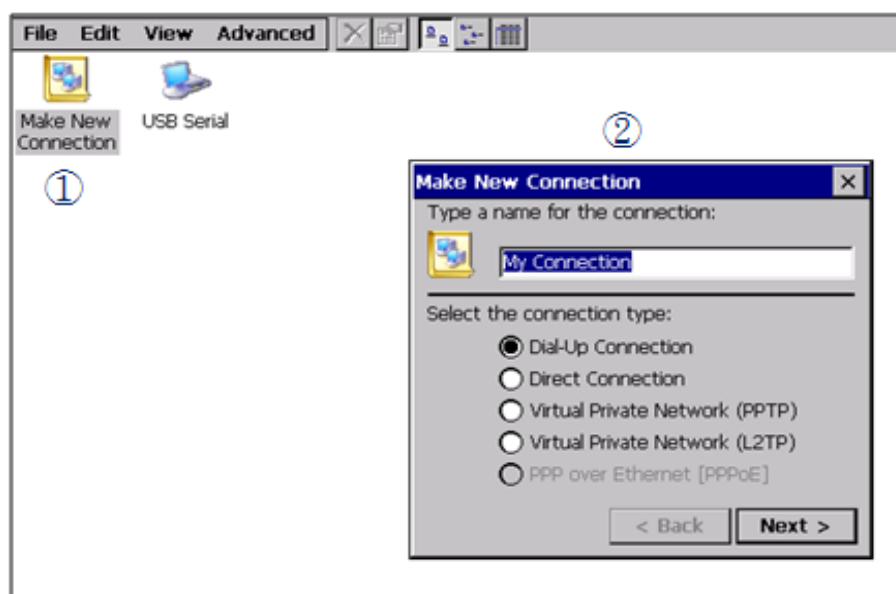 File Edit View Advanced
Make New
Connection
USB Serial
①
②
Make New Connection
Type a name for the connection:
My Connection
Select the connection type:
Dial-Up Connection
Direct Connection
Virtual Private Network (PPTP)
Virtual Private Network (L2TP)
PPP over Ethernet [PPPoE]
< Back Next >